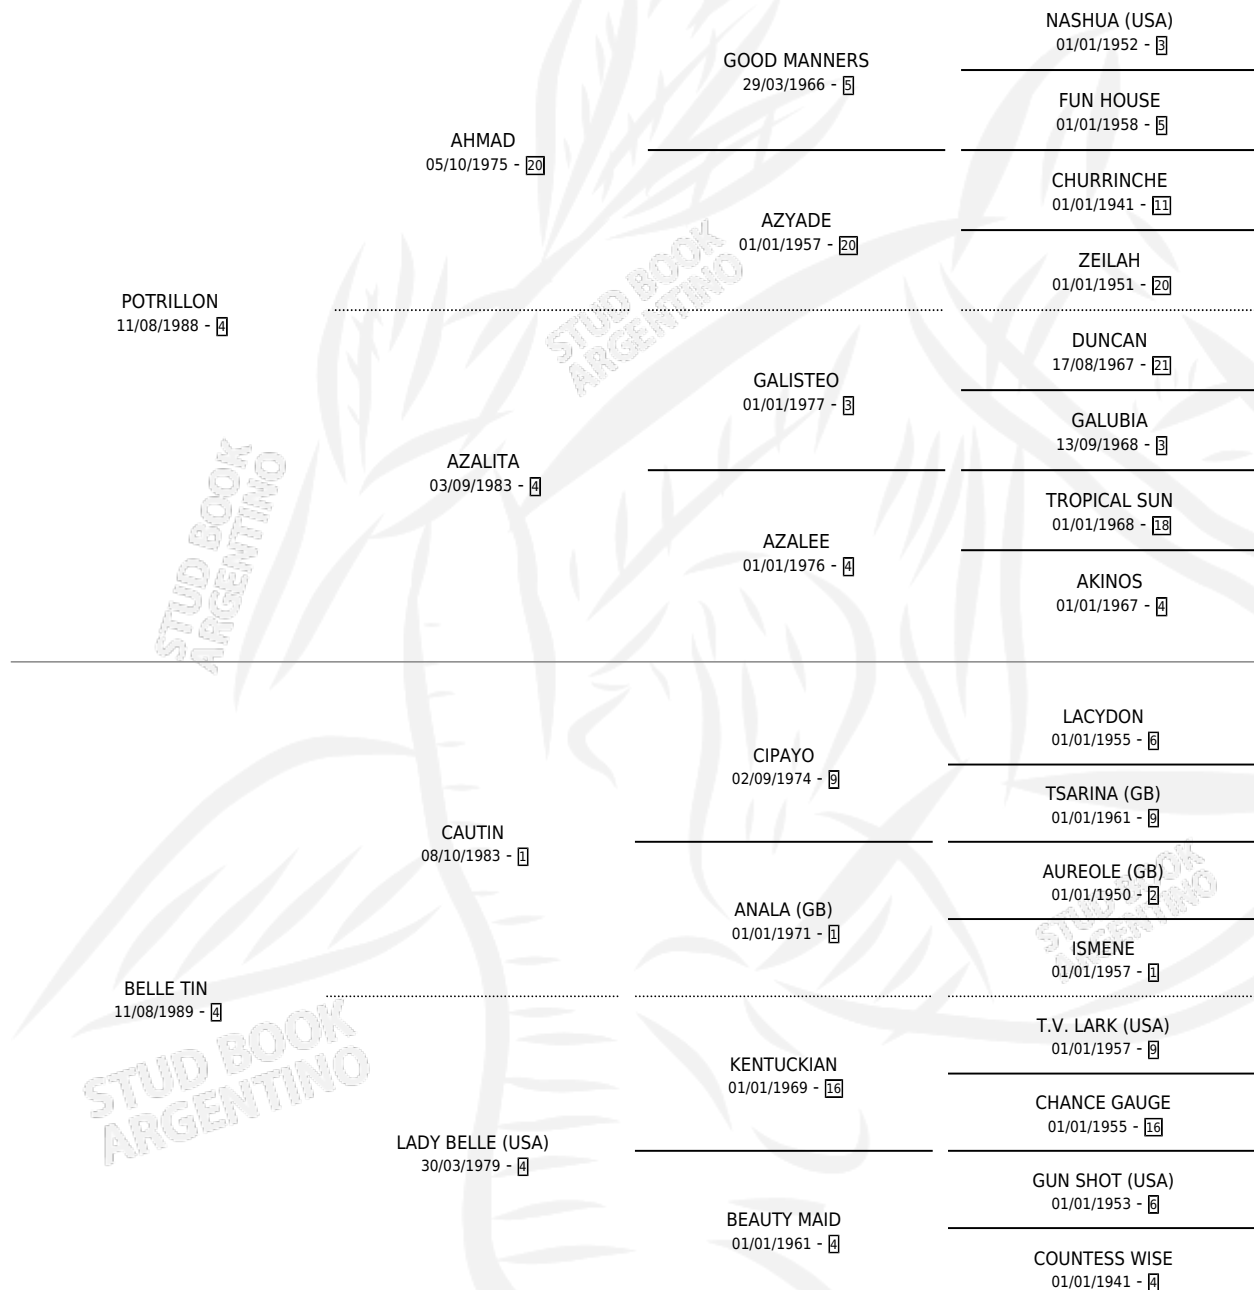 POTRILLON
11/08/1988 - 4
AHMAD
05/10/1975 - 20
GOOD MANNERS
29/03/1966 - 5
NASHUA (USA)
01/01/1952 - 3
FUN HOUSE
01/01/1958 - 5
AZYADE
01/01/1957 - 20
CHURRINCHE
01/01/1941 - 11
ZEILAH
01/01/1951 - 20
AZALITA
03/09/1983 - 4
GALISTEO
01/01/1977 - 3
DUNCAN
17/08/1967 - 21
GALUBIA
13/09/1968 - 3
AZALEE
01/01/1976 - 4
TROPICAL SUN
01/01/1968 - 18
AKINOS
01/01/1967 - 4
BELLE TIN
11/08/1989 - 4
CAUTIN
08/10/1983 - 1
CIPAYO
02/09/1974 - 9
LACYDON
01/01/1955 - 6
TSARINA (GB)
01/01/1961 - 9
ANALA (GB)
01/01/1971 - 1
AUREOLE (GB)
01/01/1950 - 2
ISMENE
01/01/1957 - 1
LADY BELLE (USA)
30/03/1979 - 4
KENTUCKIAN
01/01/1969 - 16
T.V. LARK (USA)
01/01/1957 - 9
CHANCE GAUGE
01/01/1955 - 16
BEAUTY MAID
01/01/1961 - 4
GUN SHOT (USA)
01/01/1953 - 6
COUNTESS WISE
01/01/1941 - 4
STUD BOOK
ARGENTINO
STUD BOOK
ARGENTINO
STUD BOOK
ARGENTINO
STUD BOOK
ARGENTINO